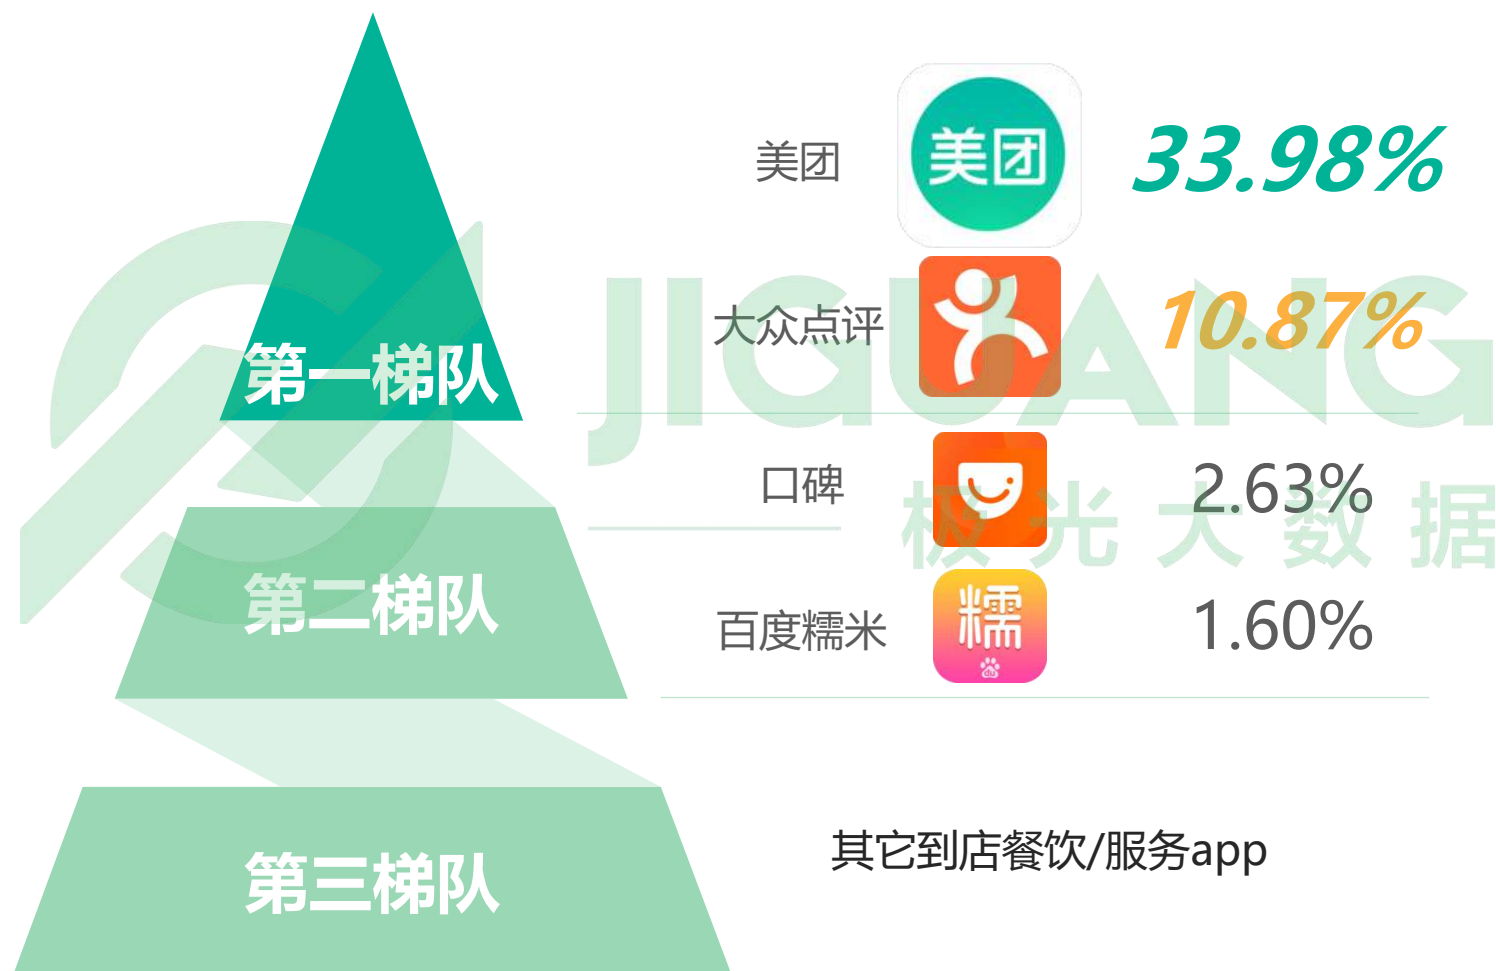 美团
美团
33.98%
大众点评
10.87%
第一梯队
JIGUANG
极光大数据
口碑
2.63%
第二梯队
百度糯米
糯
du
1.60%
第三梯队
其它到店餐饮/服务app